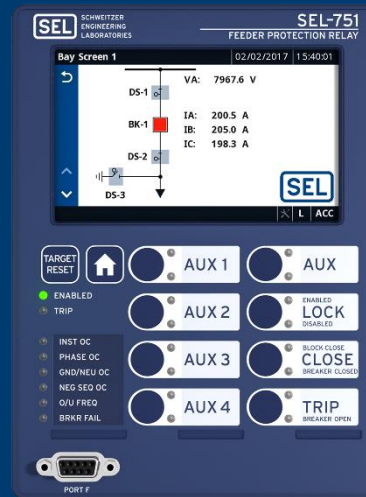 SEL SCHWEITZER ENGINEERING LABORATORIES
SEL-751
FEEDER PROTECTION RELAY
Bay Screen 1 02/02/2017 15:40:01
VA: 7967.6 V
DS-1
IA: 200.5 A
BK-1 IB: 205.0 A
IC: 198.3 A
DS-2
DS-3
SEL
L ACC
TARGET RESET
AUX 1 AUX
ENABLED
TRIP
AUX 2 ENABLED LOCK DISABLED
INST OC
PHASE OC
GND/NEU OC
NEG SEQ OC
O/U FREQ
BRKR FAIL
AUX 3 BLOCK CLOSE CLOSE BREAKER CLOSED
AUX 4 TRIP BREAKER OPEN
PORT F